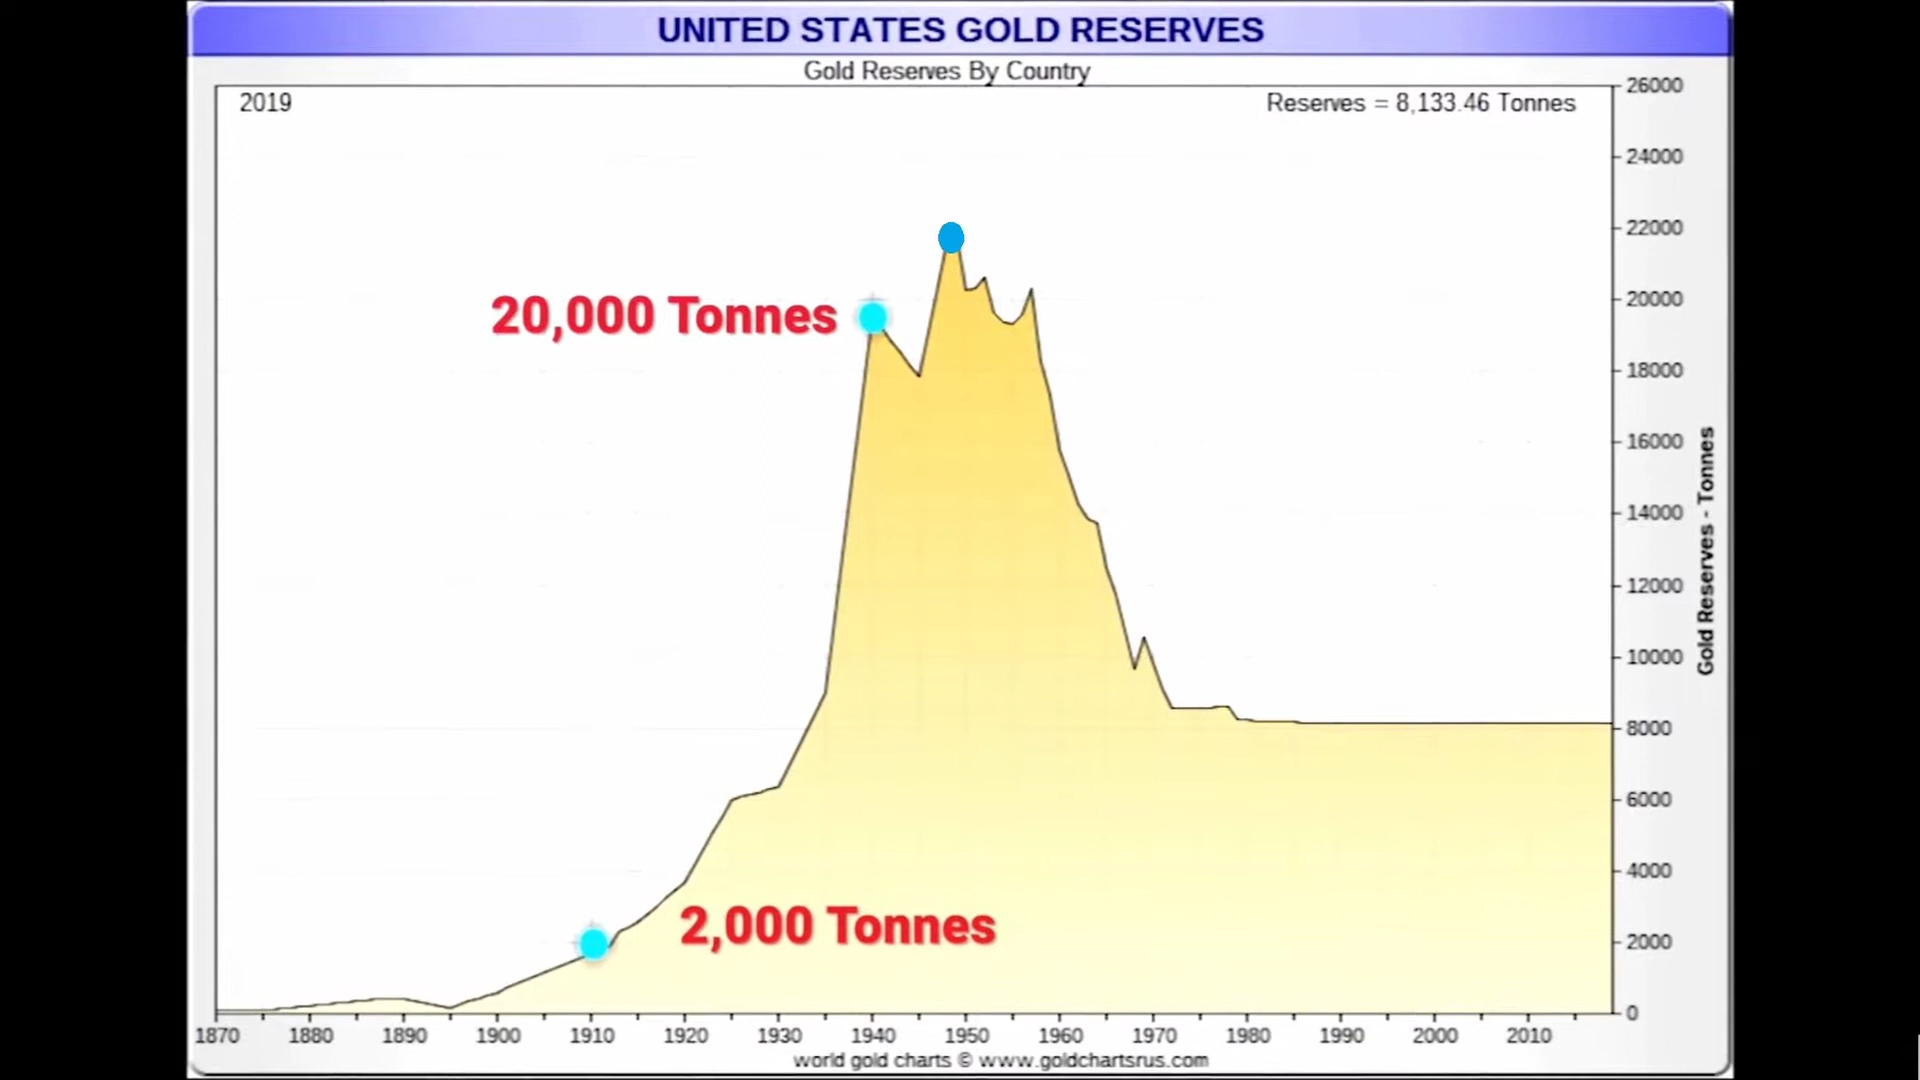 UNITED STATES GOLD RESERVES
Gold Reserves By Country
2019
Reserves = 8,133.46 Tonnes
26000
24000
22000
20000
18000
16000
14000
12000
10000
8000
6000
4000
2000
0
Gold Reserves - Tonnes
20,000 Tonnes
2,000 Tonnes
1870 1880 1890 1900 1910 1920 1930 1940 1950 1960 1970 1980 1990 2000 2010
world gold charts © www.goldchartsrus.com